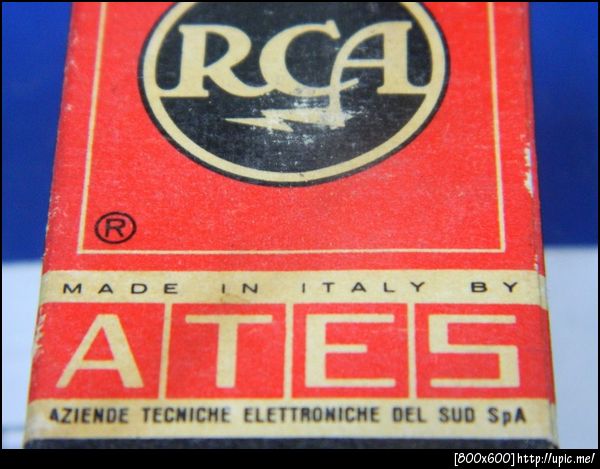 RCA
®
MADE IN ITALY BY
ATES
AZIENDE TECNICHE ELETTRONICHE DEL SUD SpA
[800x600]http://upic.me/